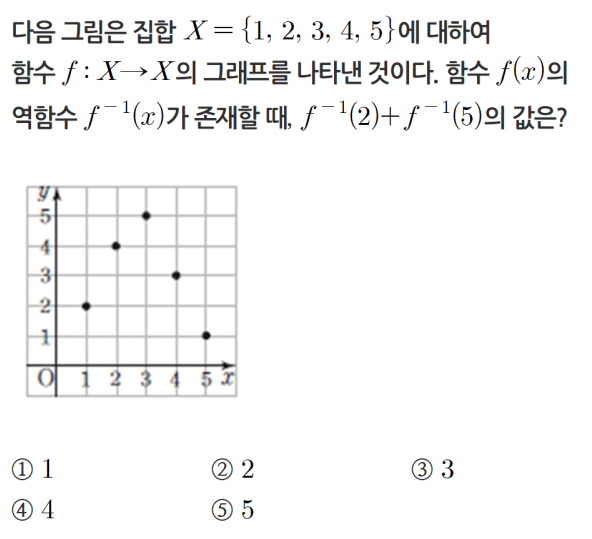 다음 그림은 집합 X = {1, 2, 3, 4, 5}에 대하여
함수 f : X→X의 그래프를 나타낸 것이다. 함수 f(x)의
역함수 f⁻¹(x)가 존재할 때, f⁻¹(2)+f⁻¹(5)의 값은?
y
5
4
3
2
1
O 1 2 3 4 5 x
① 1 ② 2 ③ 3
④ 4 ⑤ 5